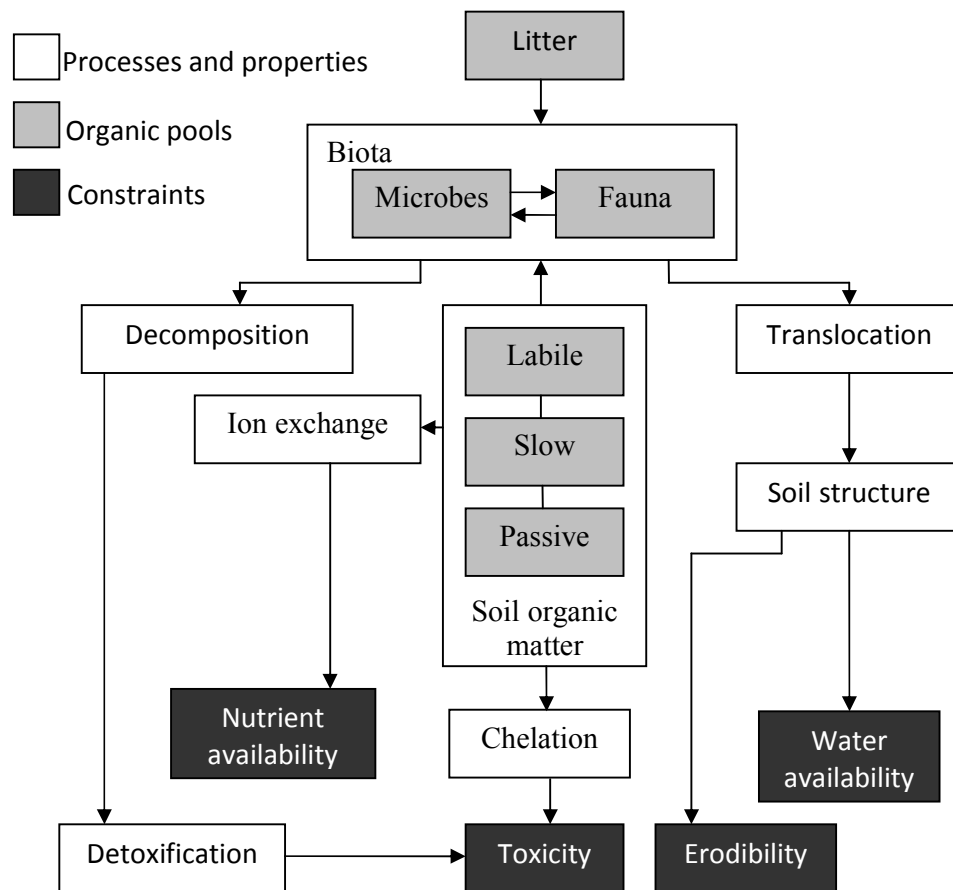 Litter
Processes and properties
Organic pools
Constraints
Biota
Microbes
Fauna
Decomposition
Translocation
Labile
Ion exchange
Slow
Soil structure
Passive
Soil organic
matter
Nutrient
availability
Chelation
Water
availability
Detoxification
Toxicity
Erodibility